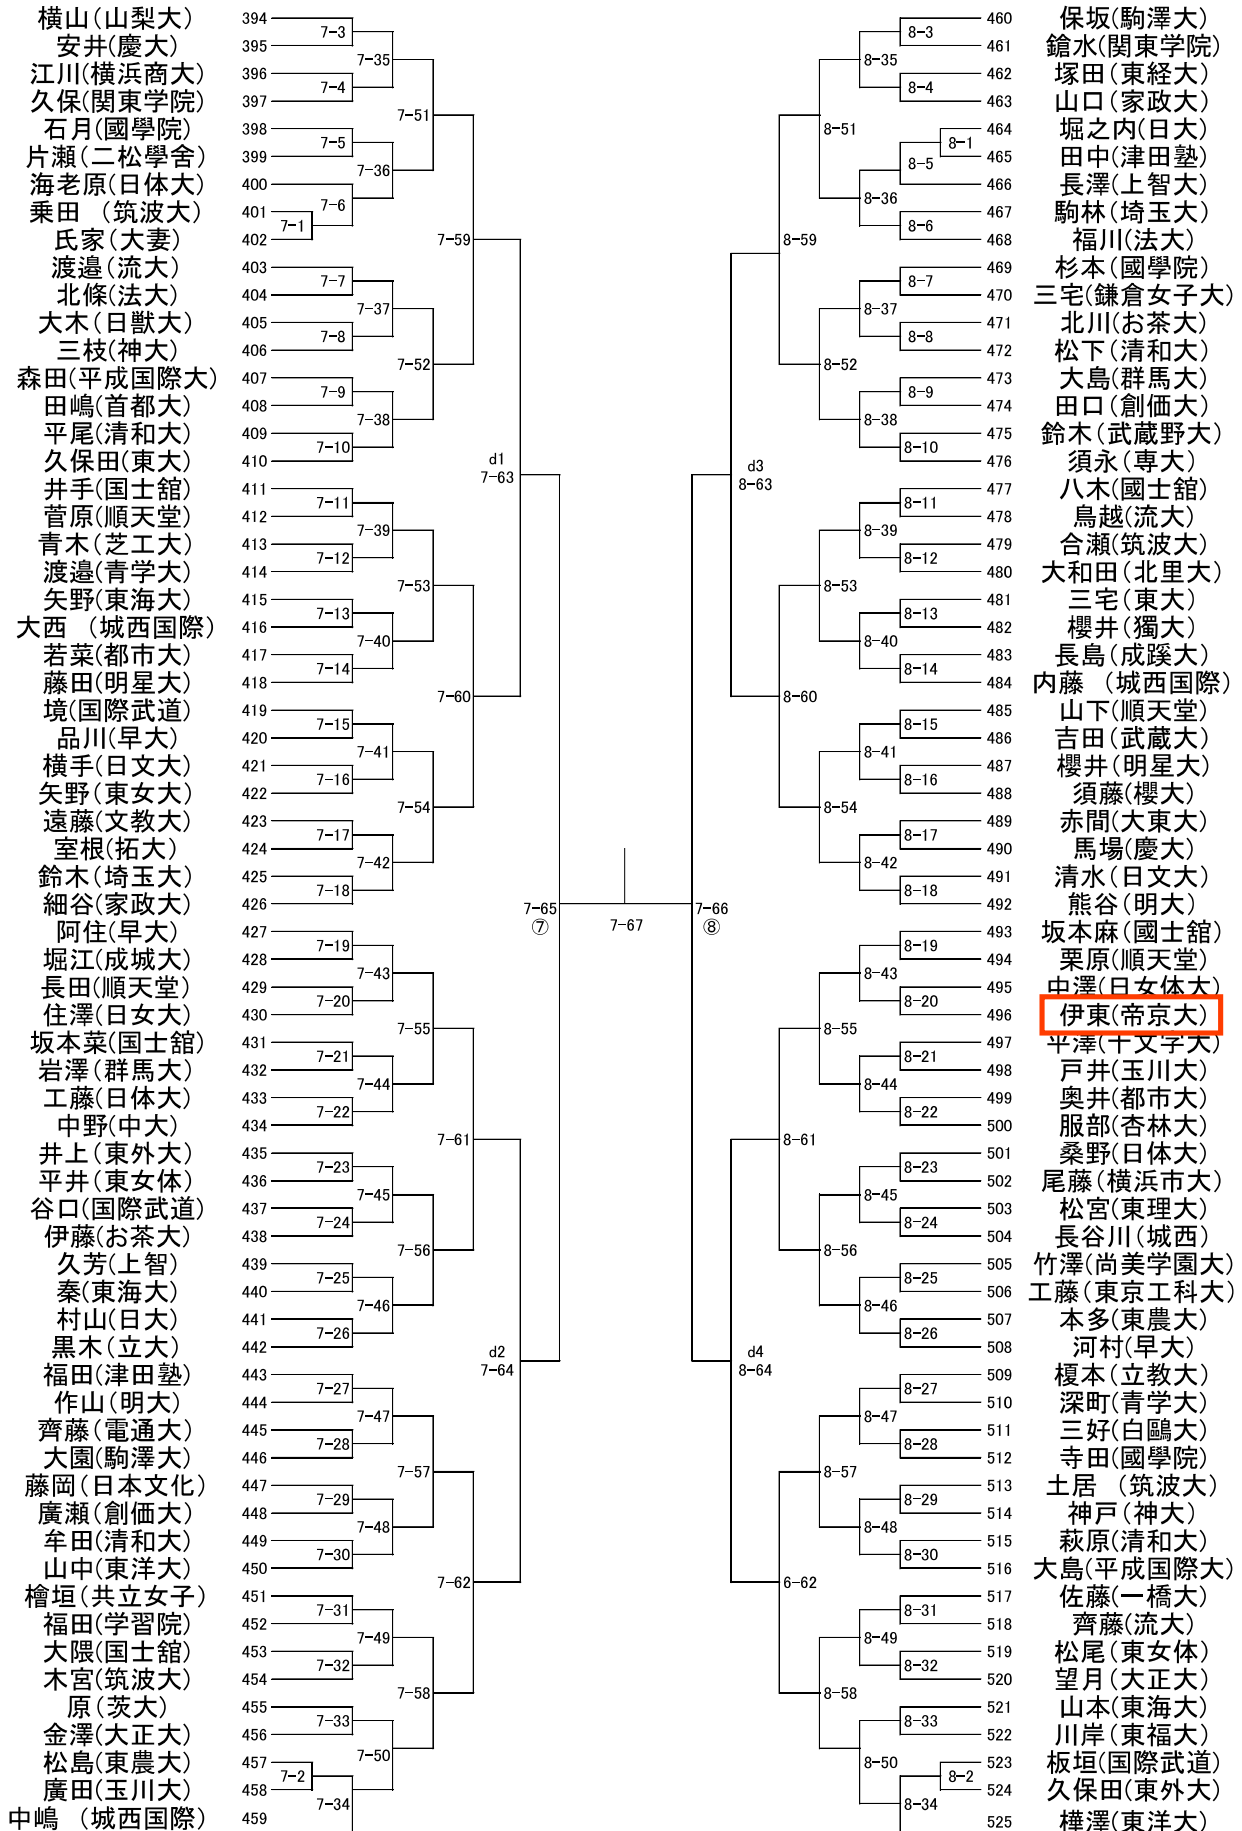 横山(山梨大) 394
安井(慶大) 395
江川(横浜商大) 396
久保(関東学院) 397
石月(國學院) 398
片瀬(二松學舎) 399
海老原(日体大) 400
乗田 (筑波大) 401
氏家(大妻) 402
渡邉(流大) 403
北條(法大) 404
大木(日獣大) 405
三枝(神大) 406
森田(平成国際大) 407
田嶋(首都大) 408
平尾(清和大) 409
久保田(東大) 410
井手(国士舘) 411
菅原(順天堂) 412
青木(芝工大) 413
渡邉(青学大) 414
矢野(東海大) 415
大西 (城西国際) 416
若菜(都市大) 417
藤田(明星大) 418
境(国際武道) 419
品川(早大) 420
横手(日文大) 421
矢野(東女大) 422
遠藤(文教大) 423
室根(拓大) 424
鈴木(埼玉大) 425
細谷(家政大) 426
阿住(早大) 427
堀江(成城大) 428
長田(順天堂) 429
住澤(日女大) 430
坂本菜(国士舘) 431
岩澤(群馬大) 432
工藤(日体大) 433
中野(中大) 434
井上(東外大) 435
平井(東女体) 436
谷口(国際武道) 437
伊藤(お茶大) 438
久芳(上智) 439
秦(東海大) 440
村山(日大) 441
黒木(立大) 442
福田(津田塾) 443
作山(明大) 444
齊藤(電通大) 445
大園(駒澤大) 446
藤岡(日本文化) 447
廣瀬(創価大) 448
牟田(清和大) 449
山中(東洋大) 450
檜垣(共立女子) 451
福田(学習院) 452
大隈(国士舘) 453
木宮(筑波大) 454
原(茨大) 455
金澤(大正大) 456
松島(東農大) 457
廣田(玉川大) 458
中嶋 (城西国際) 459
7-1
7-2
7-3
7-4
7-5
7-6
7-7
7-8
7-9
7-10
7-11
7-12
7-13
7-14
7-15
7-16
7-17
7-18
7-19
7-20
7-21
7-22
7-23
7-24
7-25
7-26
7-27
7-28
7-29
7-30
7-31
7-32
7-33
7-34
7-35
7-36
7-37
7-38
7-39
7-40
7-41
7-42
7-43
7-44
7-45
7-46
7-47
7-48
7-49
7-50
7-51
7-52
7-53
7-54
7-55
7-56
7-57
7-58
7-59
7-60
7-61
7-62
d1
7-63
d2
7-64
7-65
⑦
7-67
7-66
⑧
d3
8-63
d4
8-64
8-59
8-60
8-61
6-62
8-51
8-52
8-53
8-54
8-55
8-56
8-57
8-58
8-35
8-36
8-37
8-38
8-39
8-40
8-41
8-42
8-43
8-44
8-45
8-46
8-47
8-48
8-49
8-50
8-3
8-4
8-5
8-6
8-7
8-8
8-9
8-10
8-11
8-12
8-13
8-14
8-15
8-16
8-17
8-18
8-19
8-20
8-21
8-22
8-23
8-24
8-25
8-26
8-27
8-28
8-29
8-30
8-31
8-32
8-33
8-34
8-1
8-2
460 保坂(駒澤大)
461 鎗水(関東学院)
462 塚田(東経大)
463 山口(家政大)
464 堀之内(日大)
465 田中(津田塾)
466 長澤(上智大)
467 駒林(埼玉大)
468 福川(法大)
469 杉本(國學院)
470 三宅(鎌倉女子大)
471 北川(お茶大)
472 松下(清和大)
473 大島(群馬大)
474 田口(創価大)
475 鈴木(武蔵野大)
476 須永(専大)
477 八木(國士舘)
478 鳥越(流大)
479 合瀬(筑波大)
480 大和田(北里大)
481 三宅(東大)
482 櫻井(獨大)
483 長島(成蹊大)
484 内藤 (城西国際)
485 山下(順天堂)
486 吉田(武蔵大)
487 櫻井(明星大)
488 須藤(櫻大)
489 赤間(大東大)
490 馬場(慶大)
491 清水(日文大)
492 熊谷(明大)
493 坂本麻(國士舘)
494 栗原(順天堂)
495 中澤(日女体大)
496 伊東(帝京大)
497 平澤(十文字大)
498 戸井(玉川大)
499 奥井(都市大)
500 服部(杏林大)
501 桑野(日体大)
502 尾藤(横浜市大)
503 松宮(東理大)
504 長谷川(城西)
505 竹澤(尚美学園大)
506 工藤(東京工科大)
507 本多(東農大)
508 河村(早大)
509 榎本(立教大)
510 深町(青学大)
511 三好(白鷗大)
512 寺田(國學院)
513 土居 (筑波大)
514 神戸(神大)
515 萩原(清和大)
516 大島(平成国際大)
517 佐藤(一橋大)
518 齊藤(流大)
519 松尾(東女体)
520 望月(大正大)
521 山本(東海大)
522 川岸(東福大)
523 板垣(国際武道)
524 久保田(東外大)
525 樺澤(東洋大)